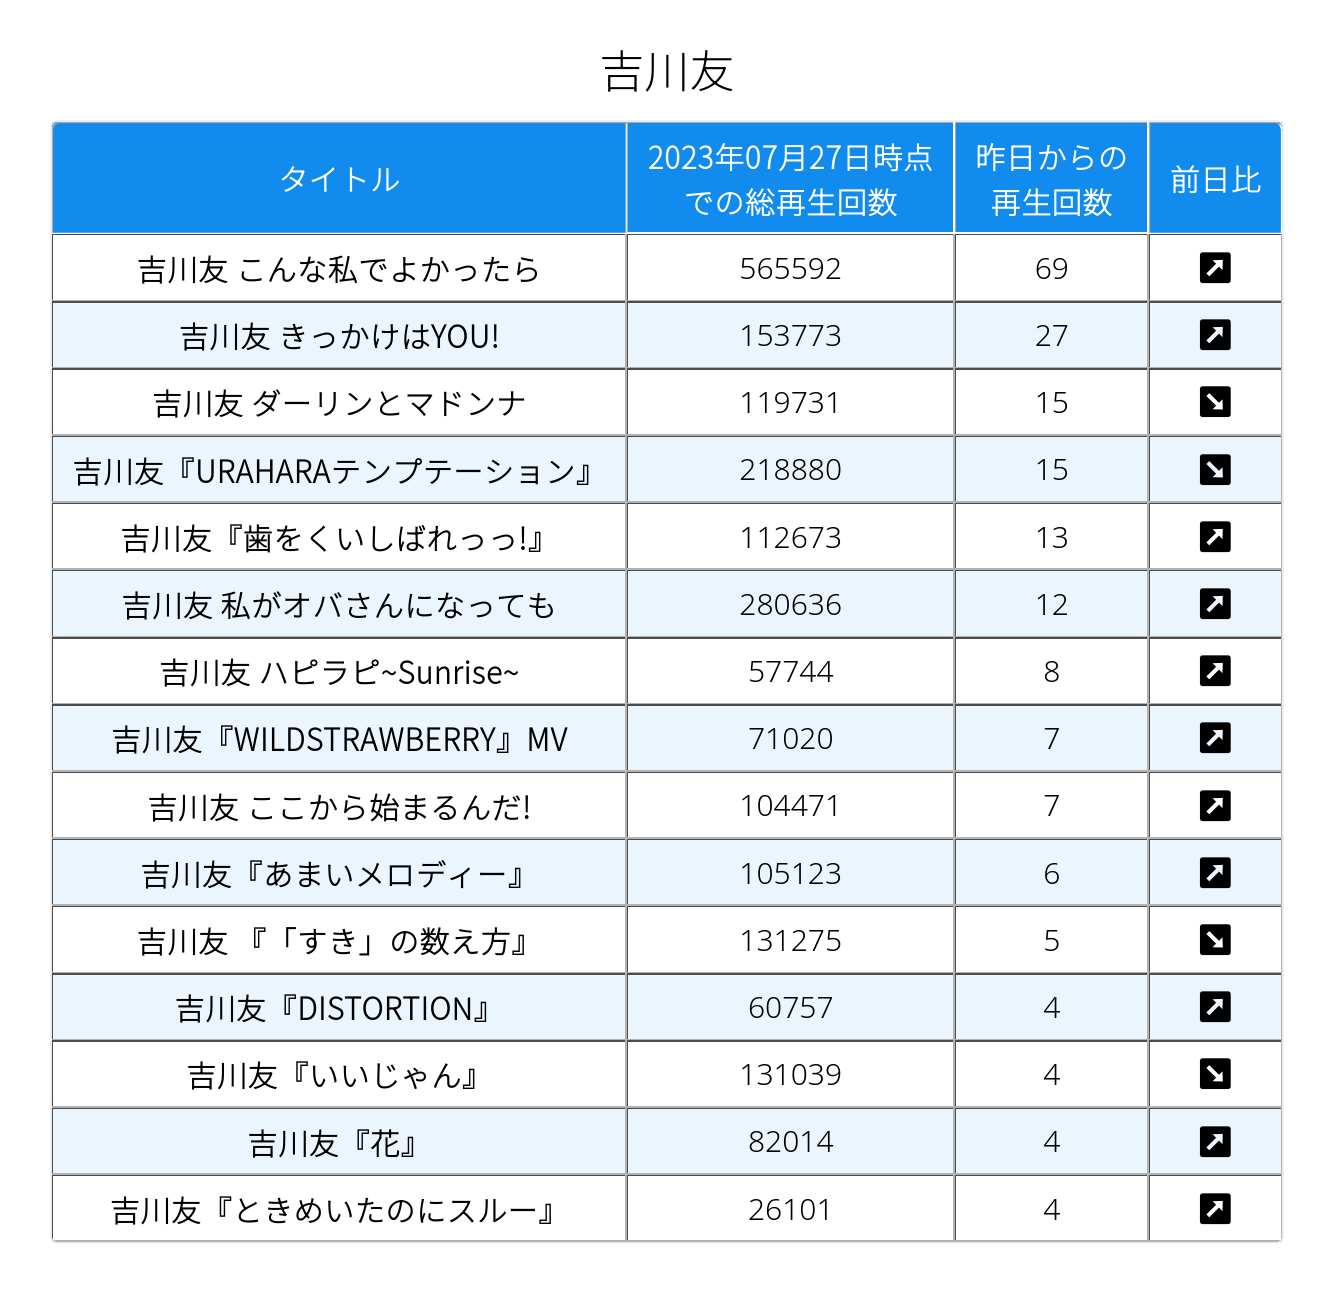 吉川友
タイトル 2023年07月27日時点 昨日からの 前日比
での総再生回数 再生回数
吉川友 こんな私でよかったら 565592 69 ↗
吉川友 きっかけはYOU! 153773 27 ↗
吉川友 ダーリンとマドンナ 119731 15 ↘
吉川友『URAHARAテンプテーション』 218880 15 ↘
吉川友『歯をくいしばれっっ!』 112673 13 ↗
吉川友 私がオバさんになっても 280636 12 ↗
吉川友 ハピラピ~Sunrise~ 57744 8 ↗
吉川友『WILDSTRAWBERRY』MV 71020 7 ↗
吉川友 ここから始まるんだ! 104471 7 ↗
吉川友『あまいメロディー』 105123 6 ↗
吉川友 『「すき」の数え方』 131275 5 ↘
吉川友『DISTORTION』 60757 4 ↗
吉川友『いいじゃん』 131039 4 ↘
吉川友『花』 82014 4 ↗
吉川友『ときめいたのにスルー』 26101 4 ↗